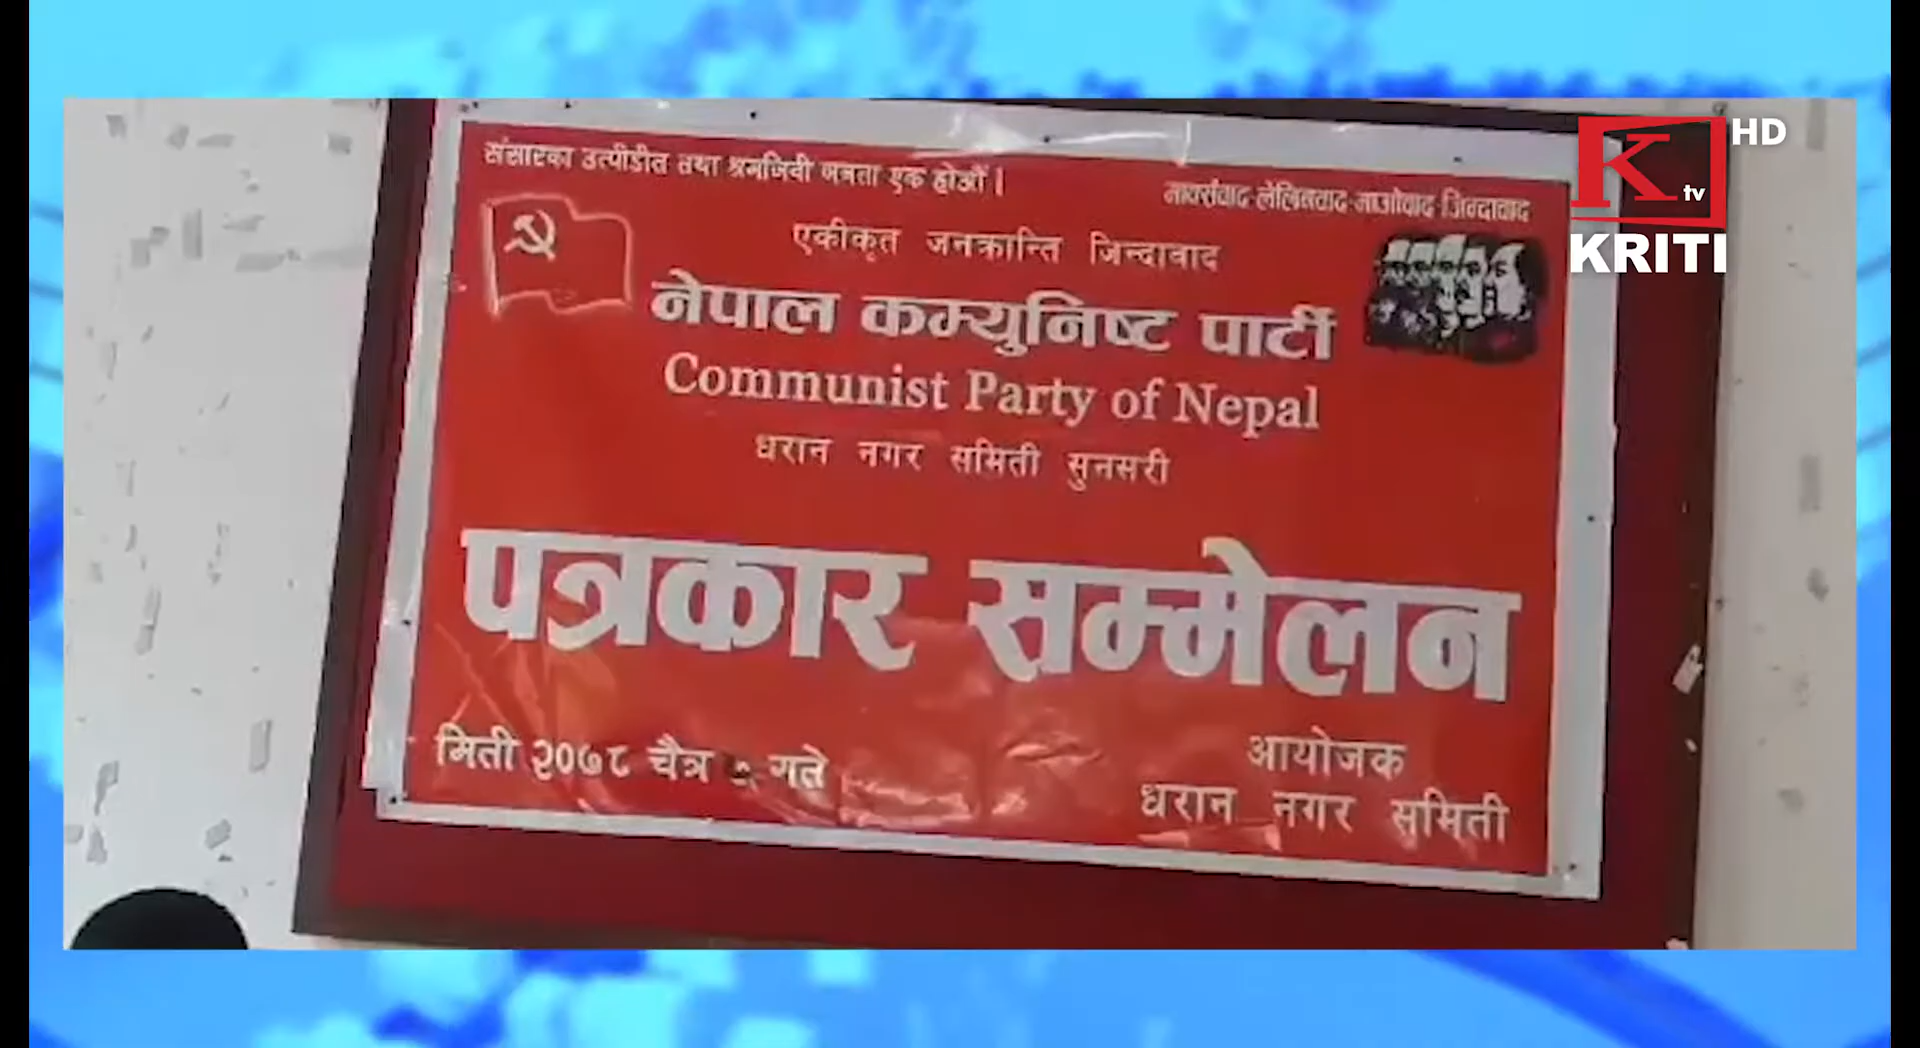 संसारका उत्पीडीत तथा श्रमजिवी जनता एक होऔं।
मार्क्सवाद-लेलिनवाद-माओवाद जिन्दावाद
एकीकृत जनक्रान्ति जिन्दावाद
नेपाल कम्युनिष्ट पार्टी
Communist Party of Nepal
धरान नगर समिती सुनसरी
पत्रकार सम्मेलन
मिती २०७८ चैत्र गते
आयोजक
धरान नगर समिती
K tv HD
KRITI